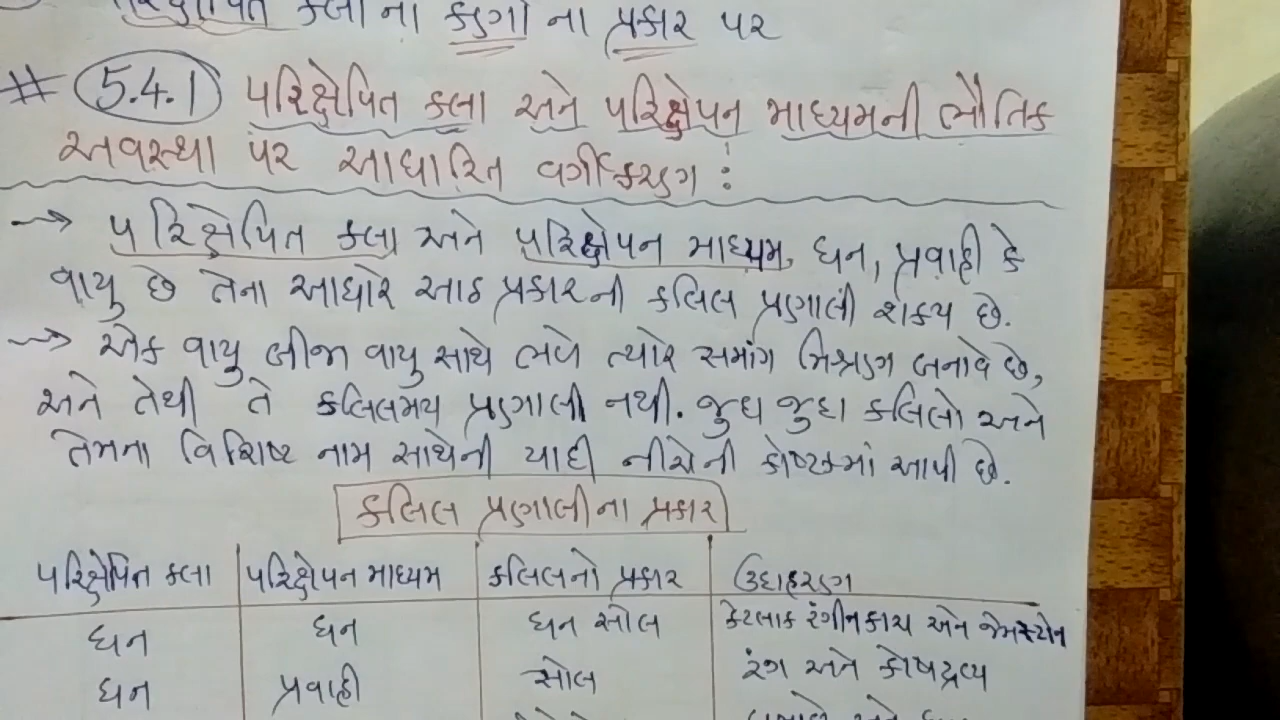 પરિક્ષેપિત કલા ના કણો ના પ્રકાર પર
# 5.4.1 પરિક્ષેપિત કલા અને પરિક્ષેપન માધ્યમની ભૌતિક
અવસ્થા પર આધારિત વર્ગીકરણ :
→ પરિક્ષેપિત કલા અને પરિક્ષેપન માધ્યમ, ઘન, પ્રવાહી કે
વાયુ છે તેના આધારે આઠ પ્રકારની કલિલ પ્રણાલી શક્ય છે.
→ એક વાયુ બીજા વાયુ સાથે ભળે ત્યારે સમાંગ મિશ્રણ બનાવે છે,
અને તેથી તે કલિલમય પ્રણાલી નથી. જુદા જુદા કલિલો અને
તેમના વિશિષ્ટ નામ સાથેની યાદી નીચેની કોષ્ટકમાં આપી છે.
કલિલ પ્રણાલીના પ્રકાર
પરિક્ષેપિત કલા પરિક્ષેપન માધ્યમ કલિલનો પ્રકાર ઉદાહરણ
ઘન ઘન ઘન સોલ કેટલાક રંગીન કાચ અને જેમસ્ટોન
ઘન પ્રવાહી સોલ રંગ અને કોષદ્રવ્ય